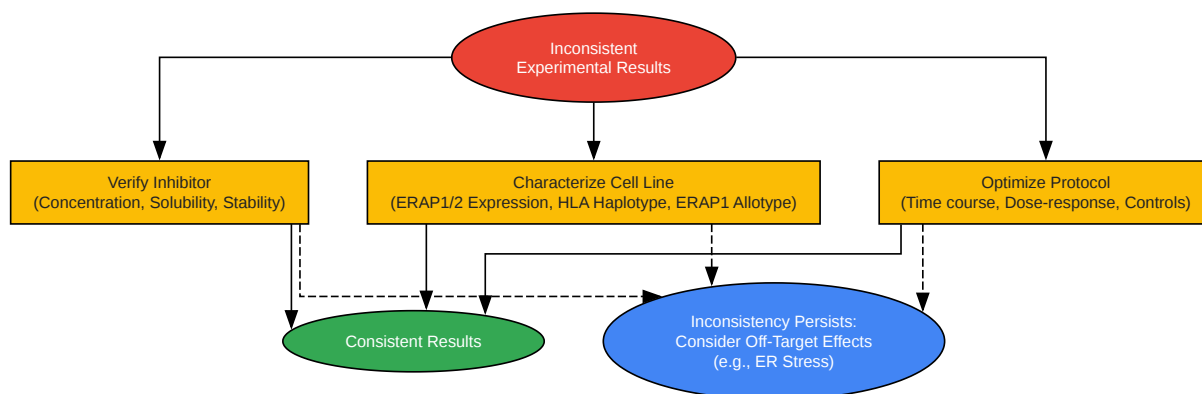 Inconsistent
Experimental Results
Verify Inhibitor
(Concentration, Solubility, Stability)
Characterize Cell Line
(ERAP1/2 Expression, HLA Haplotype, ERAP1 Allotype)
Optimize Protocol
(Time course, Dose-response, Controls)
Consistent Results
Inconsistency Persists:
Consider Off-Target Effects
(e.g., ER Stress)